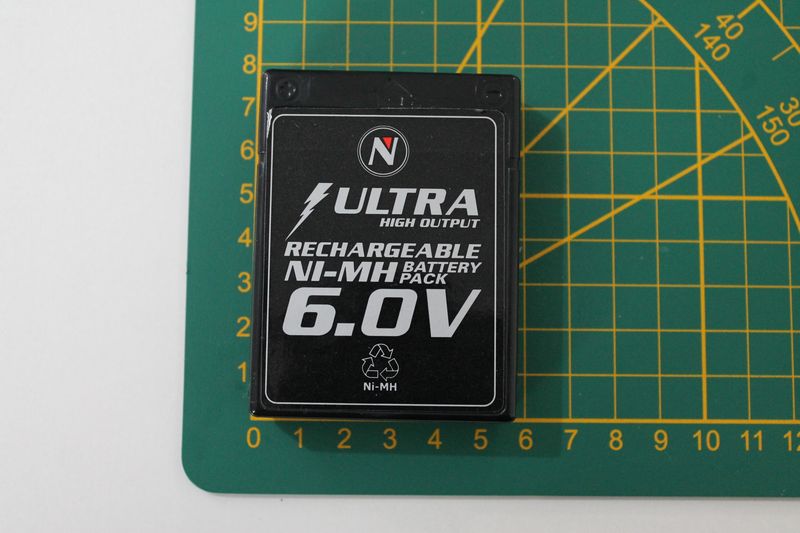 N
ULTRA
HIGH OUTPUT
RECHARGEABLE
NI-MH BATTERY PACK
6.0V
Ni-MH
9
8
7
6
5
4
3
2
1
0 1 2 3 4 5 6 7 8 9 10 11 12
40
140
30
150